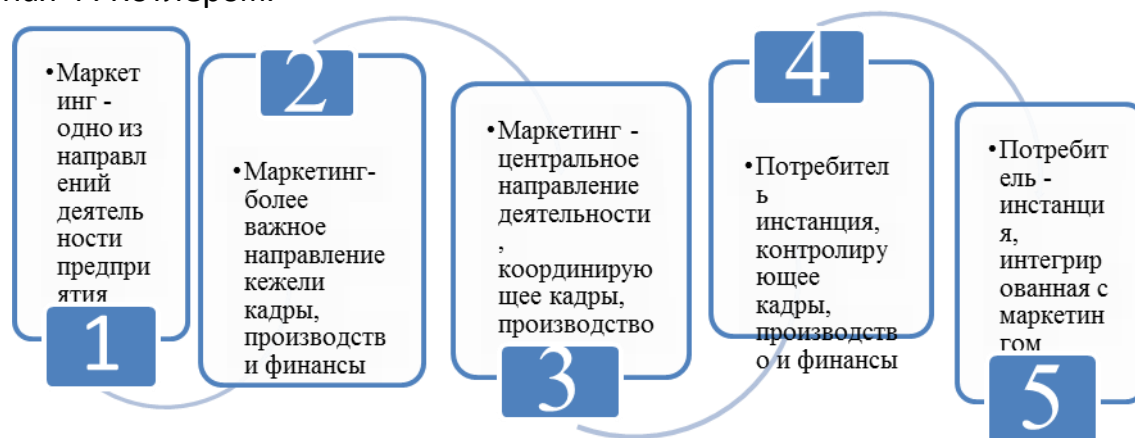 Котлером.
1
•Маркет
инг -
одно из
направл
ений
деятель
ности
предпри
ятия
2
•Маркетинг-
более
важное
направление
кежели
кадры,
производств
и финансы
3
•Маркетинг -
центральное
направление
деятельности
,
координирую
щее кадры,
производство
4
•Потребител
ь
инстанция,
контролиру
ющее
кадры,
производств
о и финансы
5
•Потребит
ель -
инстанци
я,
интегрир
ованная с
маркетин
гом